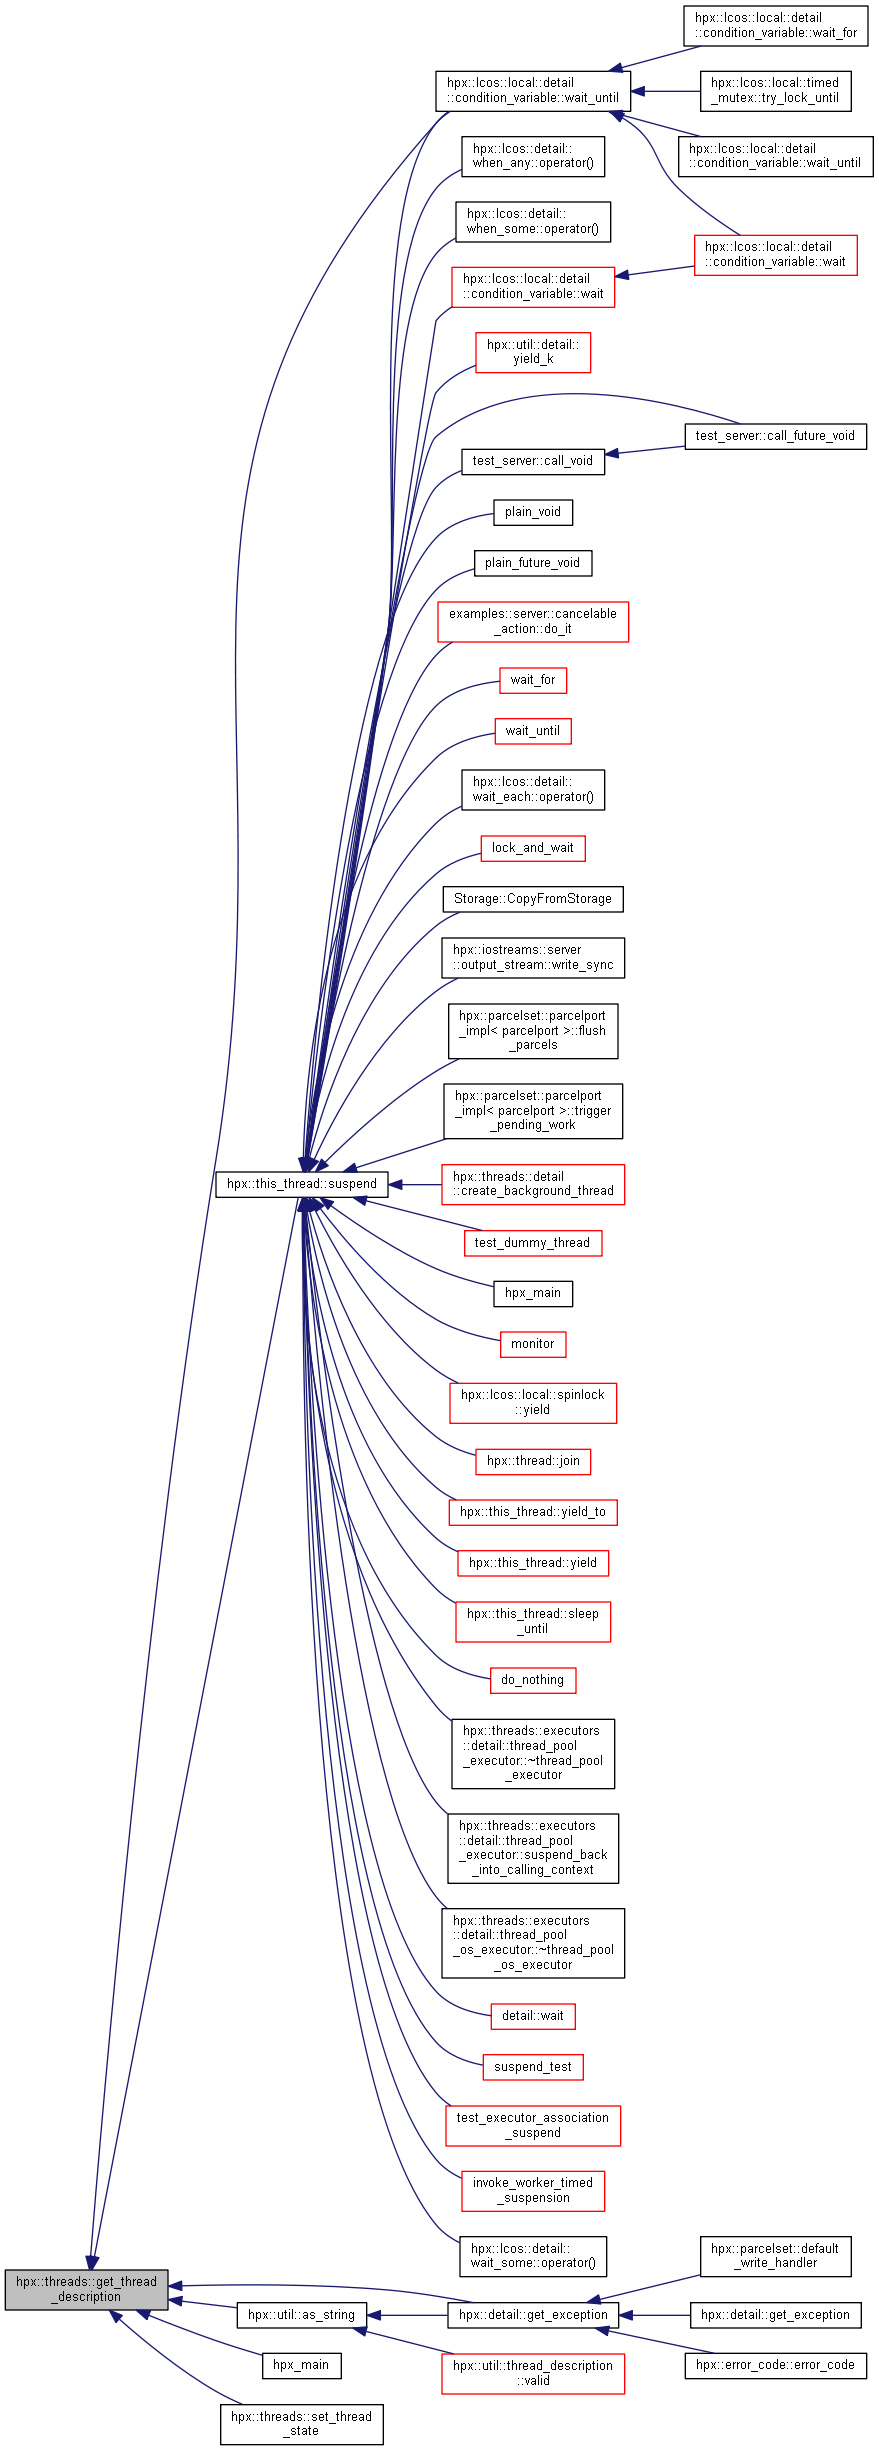 hpx::lcos::local::detail
::condition_variable::wait_for
hpx::lcos::local::detail
::condition_variable::wait_until
hpx::lcos::local::timed
_mutex::try_lock_until
hpx::lcos::detail::
when_any::operator()
hpx::lcos::local::detail
::condition_variable::wait_until
hpx::lcos::detail::
when_some::operator()
hpx::lcos::local::detail
::condition_variable::wait
hpx::lcos::local::detail
::condition_variable::wait
hpx::util::detail::
yield_k
test_server::call_future_void
test_server::call_void
plain_void
plain_future_void
examples::server::cancelable
_action::do_it
wait_for
wait_until
hpx::lcos::detail::
wait_each::operator()
lock_and_wait
Storage::CopyFromStorage
hpx::iostreams::server
::output_stream::write_sync
hpx::parcelset::parcelport
_impl< parcelport >::flush
_parcels
hpx::parcelset::parcelport
_impl< parcelport >::trigger
_pending_work
hpx::this_thread::suspend
hpx::threads::detail
::create_background_thread
test_dummy_thread
hpx_main
monitor
hpx::lcos::local::spinlock
::yield
hpx::thread::join
hpx::this_thread::yield_to
hpx::this_thread::yield
hpx::this_thread::sleep
_until
do_nothing
hpx::threads::executors
::detail::thread_pool
_executor::~thread_pool
_executor
hpx::threads::executors
::detail::thread_pool
_executor::suspend_back
_into_calling_context
hpx::threads::executors
::detail::thread_pool
_os_executor::~thread_pool
_os_executor
detail::wait
suspend_test
test_executor_association
_suspend
invoke_worker_timed
_suspension
hpx::lcos::detail::
wait_some::operator()
hpx::parcelset::default
_write_handler
hpx::threads::get_thread
_description
hpx::util::as_string
hpx::detail::get_exception
hpx::detail::get_exception
hpx_main
hpx::util::thread_description
::valid
hpx::error_code::error_code
hpx::threads::set_thread
_state